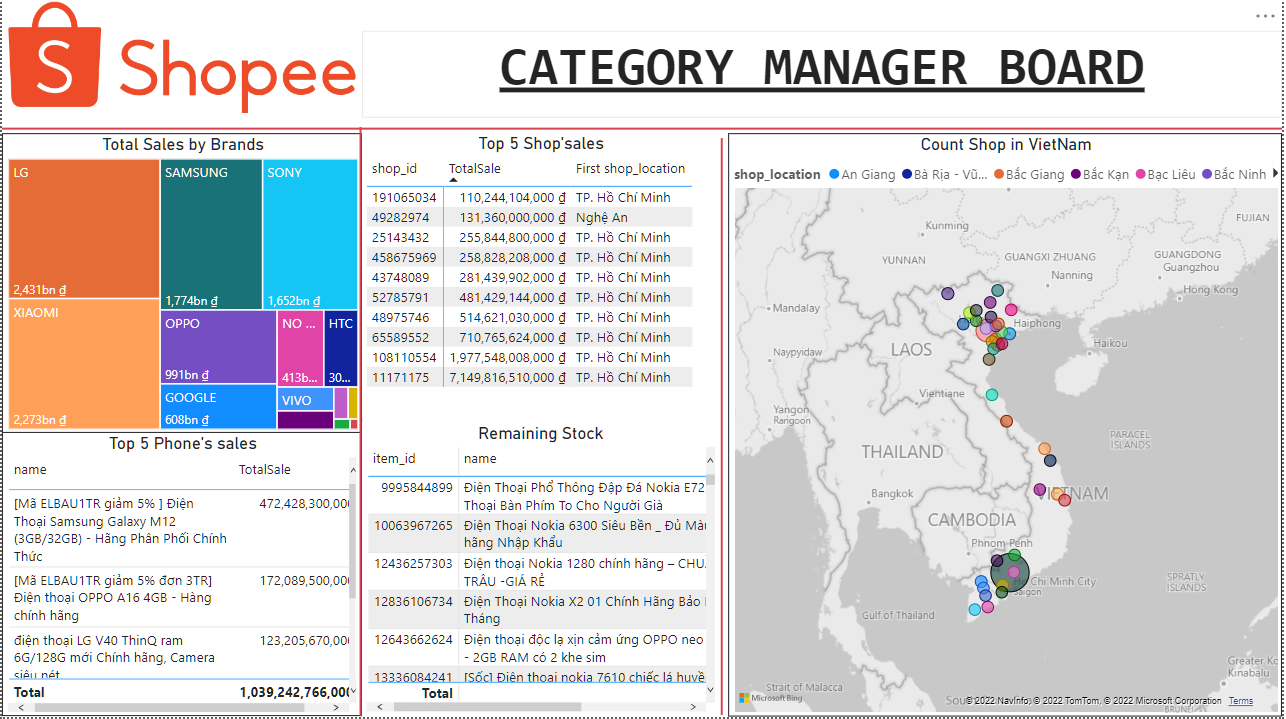 Shopee
CATEGORY MANAGER BOARD
Total Sales by Brands
LG
2,431bn ₫
XIAOMI
2,273bn ₫
SAMSUNG
1,774bn ₫
SONY
1,652bn ₫
OPPO
991bn ₫
GOOGLE
608bn ₫
NO ...
413b...
HTC
30...
VIVO
Top 5 Phone's sales
name TotalSale
[Mã ELBAU1TR giảm 5% ] Điện 472,428,300,000
Thoại Samsung Galaxy M12
(3GB/32GB) - Hãng Phân Phối Chính
Thức
[Mã ELBAU1TR giảm 5% đơn 3TR] 172,089,500,000
Điện thoại OPPO A16 4GB - Hàng
chính hãng
điện thoại LG V40 ThinQ ram 123,205,670,000
6G/128G mới Chính hãng, Camera
siêu nét
Total 1,039,242,766,000
Top 5 Shop'sales
shop_id TotalSale First shop_location
191065034 110,244,104,000 ₫ TP. Hồ Chí Minh
49282974 131,360,000,000 ₫ Nghệ An
25143432 255,844,800,000 ₫ TP. Hồ Chí Minh
458675969 258,828,208,000 ₫ TP. Hồ Chí Minh
43748089 281,439,902,000 ₫ TP. Hồ Chí Minh
52785791 481,429,144,000 ₫ TP. Hồ Chí Minh
48975746 514,621,030,000 ₫ TP. Hồ Chí Minh
65589552 710,765,624,000 ₫ TP. Hồ Chí Minh
108110554 1,977,548,008,000 ₫ TP. Hồ Chí Minh
11171175 7,149,816,510,000 ₫ TP. Hồ Chí Minh
Remaining Stock
item_id name
9995844899 Điện Thoại Phổ Thông Đập Đá Nokia E72
Thoại Bàn Phím To Cho Người Già
10063967265 Điện Thoại Nokia 6300 Siêu Bền _ Đủ Màu
hãng Nhập Khẩu
12436257303 Điện thoại Nokia 1280 chính hãng – CHU
TRÂU -GIÁ RẺ
12836106734 Điện Thoại Nokia X2 01 Chính Hãng Bảo
Tháng
12643662624 Điện thoại độc lạ xịn cảm ứng OPPO neo
- 2GB RAM có 2 khe sim
13336084241 [Sốc] Điện thoại nokia 7610 chiếc lá huyề
Total
Count Shop in VietNam
shop_location An Giang Bà Rịa - Vũ... Bắc Giang Bắc Kạn Bạc Liêu Bắc Ninh
FUJIAN
Kunming
YUNNAN
GUANGXI ZHUANG
GUANGDONG
Guangzhou
Nanning
Hong Kong
Mandalay
Haiphong
Haikou
Naypyidaw
LAOS
Vientiane
Yangon
Rangoon
PARACEL
ISLANDS
THAILAND
VIETNAM
Bangkok
CAMBODIA
Phnom Penh
Ho Chi Minh City
Saigon
SPRATLY
ISLANDS
Gulf of Thailand
Greater Ko
Kinabalu
Strait of Malacca
Microsoft Bing
© 2022 NavInfo, © 2022 TomTom, © 2022 Microsoft Corporation Terms
BRUNEI